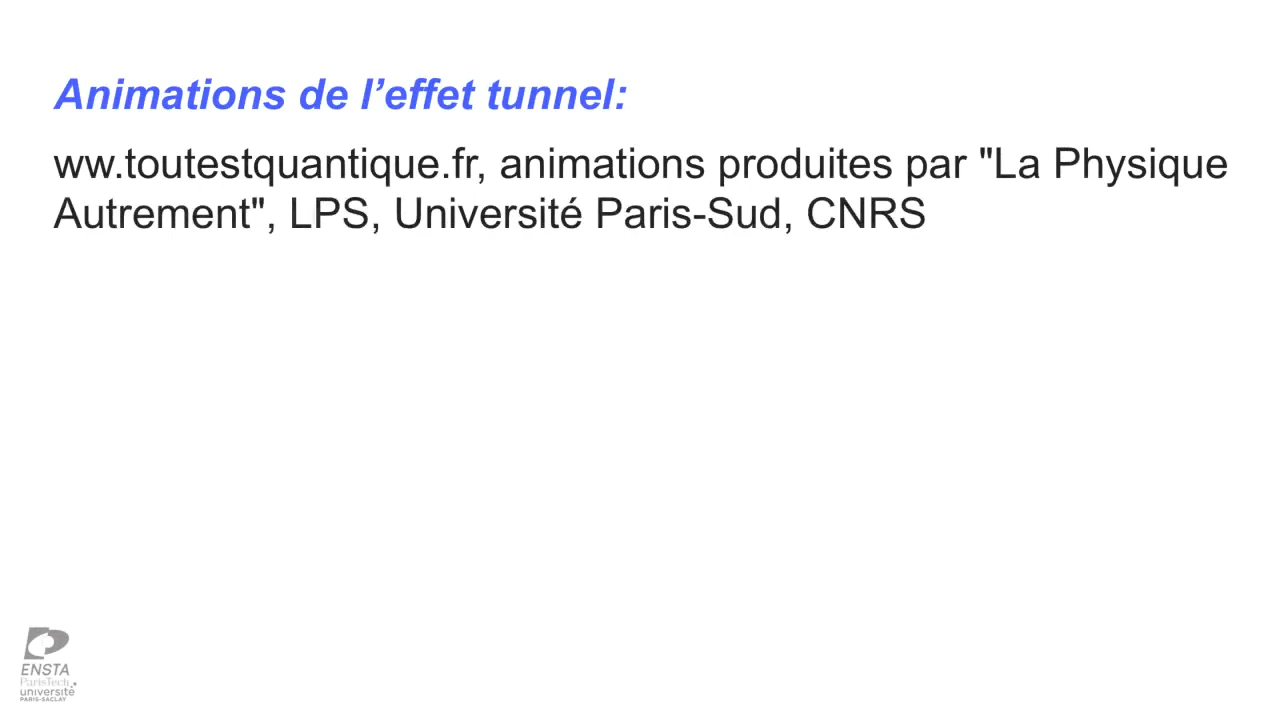 Animations de l’effet tunnel:
ww.toutestquantique.fr, animations produites par "La Physique
Autrement", LPS, Université Paris-Sud, CNRS
ENSTA
ParisTech
université
PARIS-SACLAY